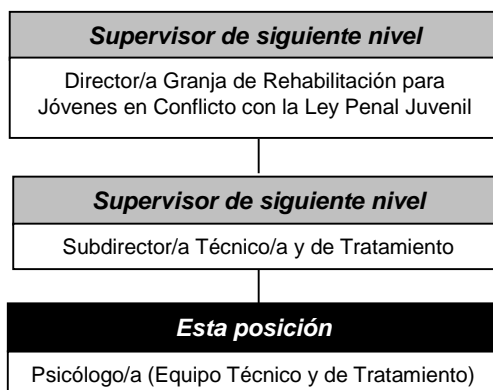 Supervisor de siguiente nivel
Director/a Granja de Rehabilitación para
Jóvenes en Conflicto con la Ley Penal Juvenil
Supervisor de siguiente nivel
Subdirector/a Técnico/a y de Tratamiento
Esta posición
Psicólogo/a (Equipo Técnico y de Tratamiento)